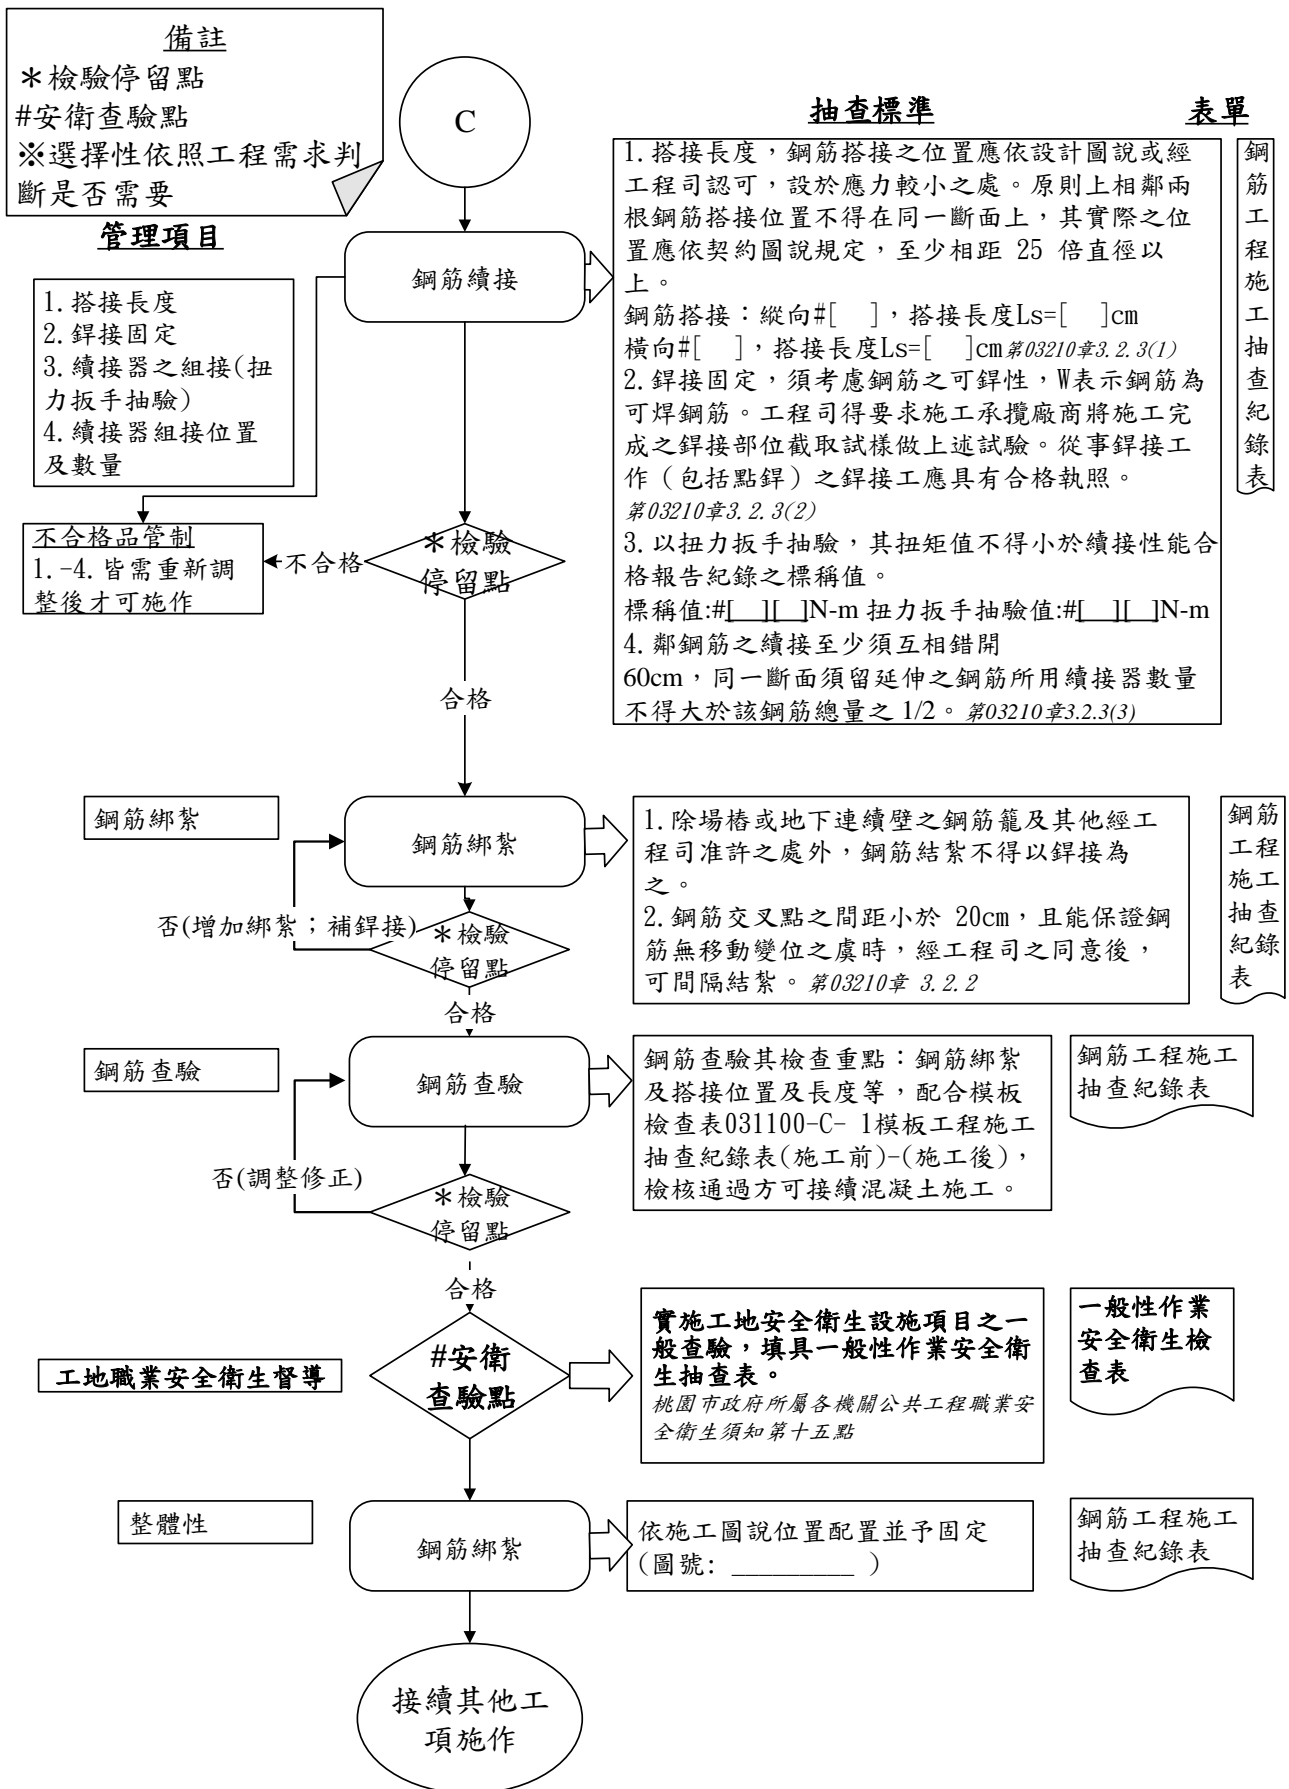 備註
＊檢驗停留點
#安衛查驗點
※選擇性依照工程需求判
斷是否需要
管理項目
C
抽查標準
表單
鋼筋續接
1.搭接長度
2.銲接固定
3.續接器之組接(扭
力扳手抽驗)
4.續接器組接位置
及數量
1.搭接長度，鋼筋搭接之位置應依設計圖說或經
工程司認可，設於應力較小之處。原則上相鄰兩
根鋼筋搭接位置不得在同一斷面上，其實際之位
置應依契約圖說規定，至少相距 25 倍直徑以
上。
鋼筋搭接：縱向#[　]，搭接長度Ls=[　]cm
橫向#[　]，搭接長度Ls=[　]cm第03210章3.2.3(1)
2.銲接固定，須考慮鋼筋之可銲性，W表示鋼筋為
可焊鋼筋。工程司得要求施工承攬廠商將施工完
成之銲接部位截取試樣做上述試驗。從事銲接工
作（包括點銲）之銲接工應具有合格執照。
第03210章3.2.3(2)
3.以扭力扳手抽驗，其扭矩值不得小於續接性能合
格報告紀錄之標稱值。
標稱值:#[__][__]N-m 扭力扳手抽驗值:#[__][__]N-m
4.鄰鋼筋之續接至少須互相錯開
60cm，同一斷面須留延伸之鋼筋所用續接器數量
不得大於該鋼筋總量之 1/2。第03210章3.2.3(3)
鋼
筋
工
程
施
工
抽
查
紀
錄
表
不合格品管制
1.-4.皆需重新調
整後才可施作
不合格
＊檢驗
停留點
合格
鋼筋綁紮
鋼筋綁紮
1.除場樁或地下連續壁之鋼筋籠及其他經工
程司准許之處外，鋼筋結紮不得以銲接為
之。
2.鋼筋交叉點之間距小於 20cm，且能保證鋼
筋無移動變位之虞時，經工程司之同意後，
可間隔結紮。第03210章 3.2.2
鋼筋
工程
施工
抽查
紀錄
表
否(增加綁紮；補銲接)
＊檢驗
停留點
合格
鋼筋查驗
鋼筋查驗
鋼筋查驗其檢查重點：鋼筋綁紮
及搭接位置及長度等，配合模板
檢查表031100-C- 1模板工程施工
抽查紀錄表(施工前)-(施工後)，
檢核通過方可接續混凝土施工。
鋼筋工程施工
抽查紀錄表
否(調整修正)
＊檢驗
停留點
合格
工地職業安全衛生督導
#安衛
查驗點
實施工地安全衛生設施項目之一
般查驗，填具一般性作業安全衛
生抽查表。
桃園市政府所屬各機關公共工程職業安
全衛生須知第十五點
一般性作業
安全衛生檢
查表
整體性
鋼筋綁紮
依施工圖說位置配置並予固定
(圖號: _________ )
鋼筋工程施工
抽查紀錄表
接續其他工
項施作